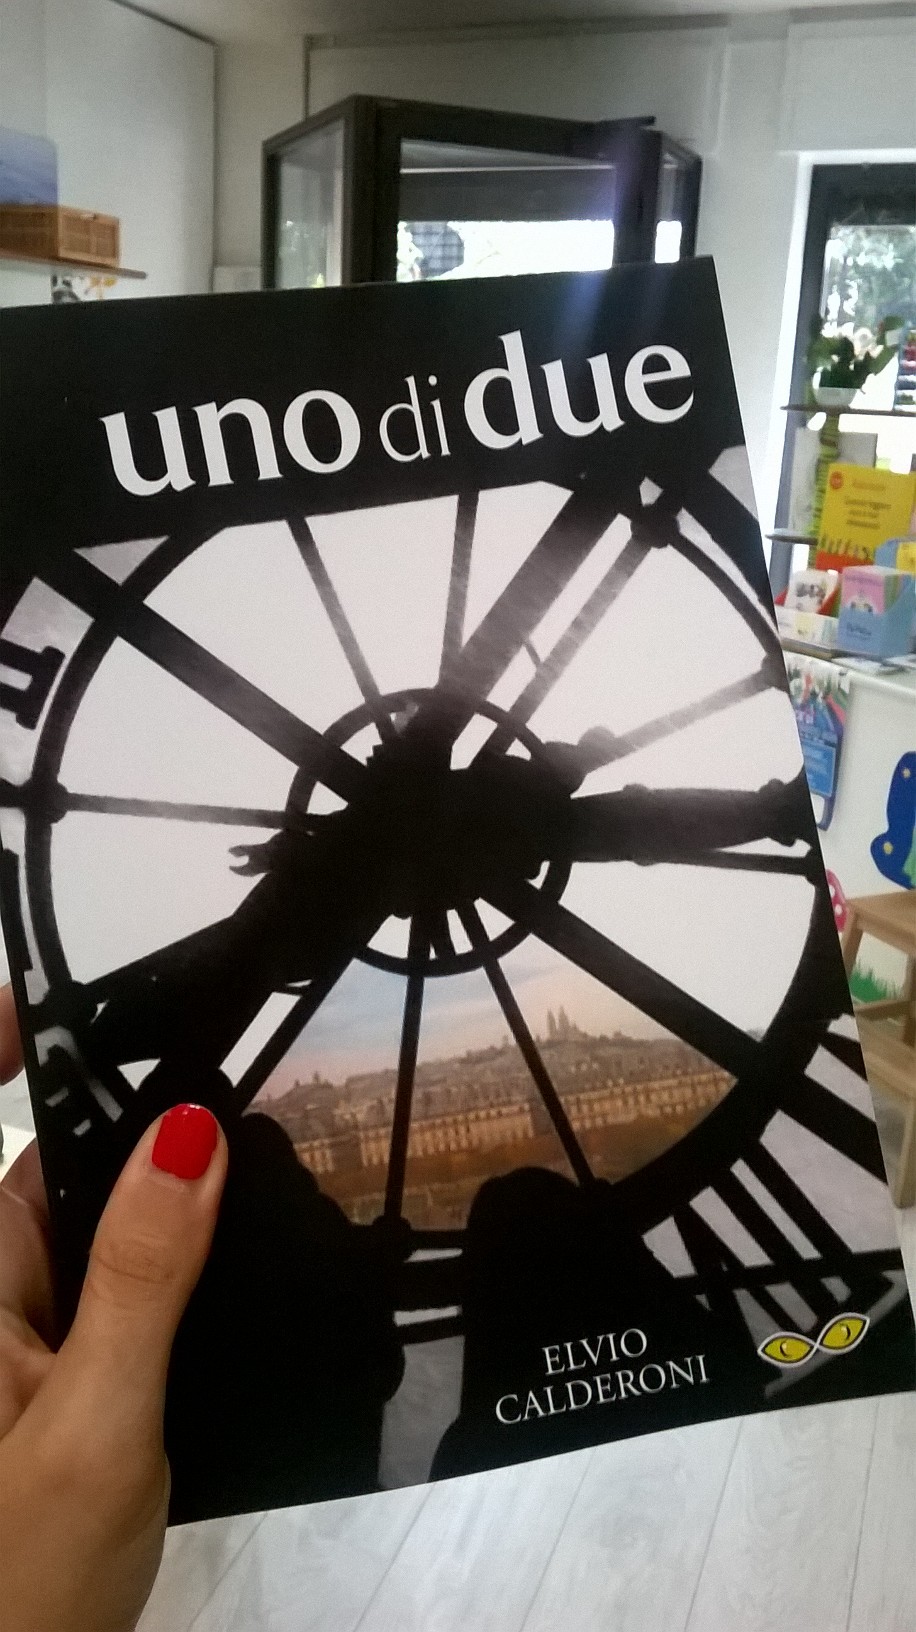 uno di due
ELVIO
CALDERONI